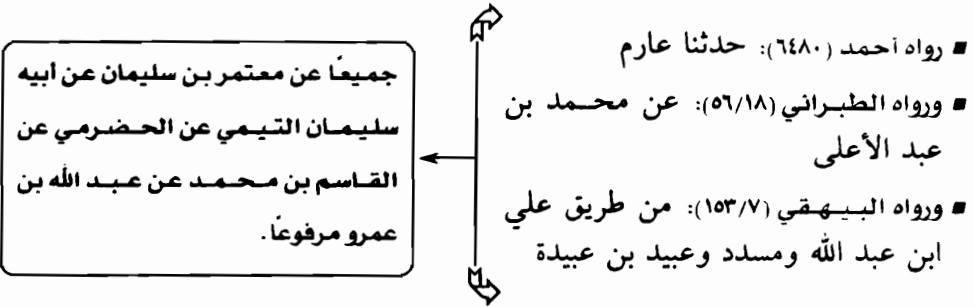 ▪ رواه أحمد (٦٤٨٠): حدثنا عارم
▪ ورواه الطبراني (٥٦/١٨): عن محمد بن
عبد الأعلى
▪ ورواه البيهقي (١٥٣/٧): من طريق علي
ابن عبد الله ومسدد وعبيد بن عبيدة
جميعًا عن معتمر بن سليمان عن أبيه
سليمان التيمي عن الحضرمي عن
القاسم بن محمد عن عبد الله بن
عمرو مرفوعًا.